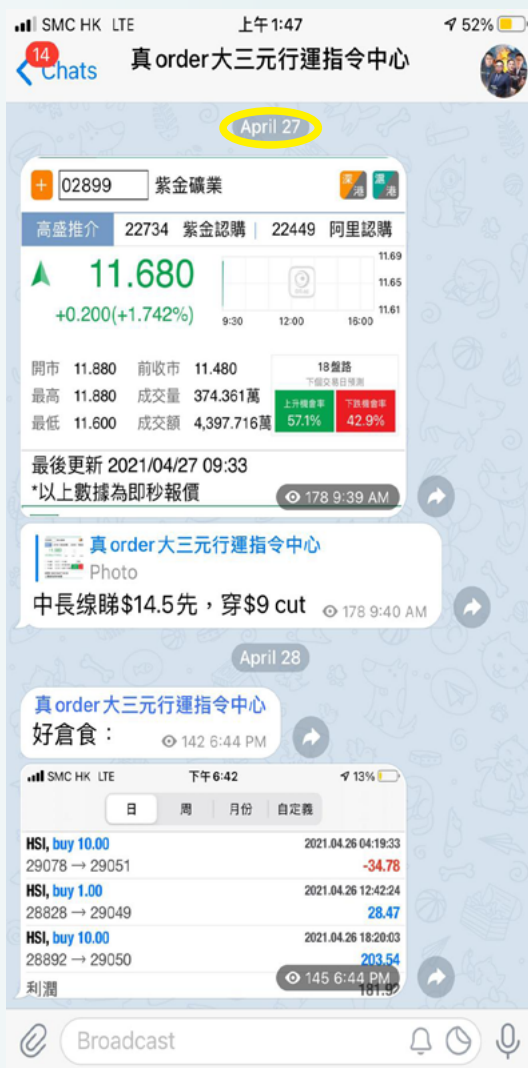 SMC HK LTE 上午1:47 52%
14
Chats 真order大三元行運指令中心
April 27
+ 02899 紫金礦業 深港 滬港
高盛推介 22734 紫金認購 | 22449 阿里認購
11.680
+0.200(+1.742%)
11.69
11.65
11.61
9:30 12:00 16:00
開市 11.880 前收市 11.480
最高 11.880 成交量 374.361萬
最低 11.600 成交額 4,397.716萬
18盤路
下個交易日預測
上升機會率 下跌機會率
57.1% 42.9%
最後更新 2021/04/27 09:33
*以上數據為即秒報價
178 9:39 AM
真order大三元行運指令中心
Photo
中長線睇$14.5先，穿$9 cut 178 9:40 AM
April 28
真order大三元行運指令中心
好倉食： 142 6:44 PM
SMC HK LTE 下午6:42 13%
日 周 月份 自定義
HSI, buy 10.00 2021.04.26 04:19:33
29078 → 29051 -34.78
HSI, buy 1.00 2021.04.26 12:42:24
28828 → 29049 28.47
HSI, buy 10.00 2021.04.26 18:20:03
28892 → 29050 203.54
利潤 181.92
145 6:44 PM
Broadcast